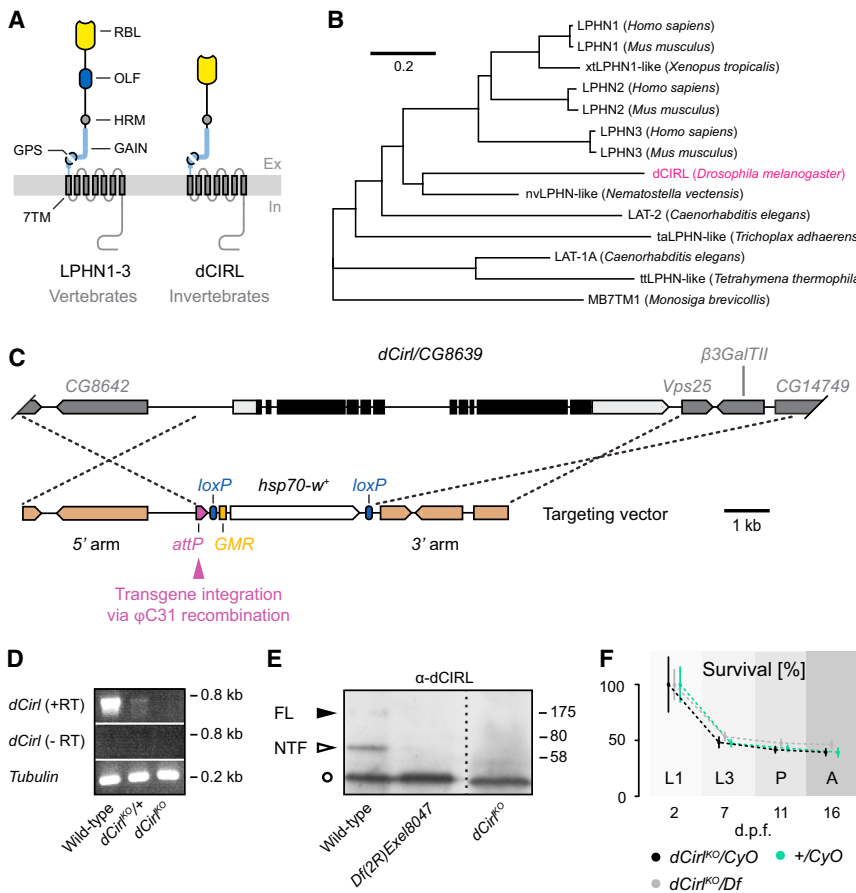 A
RBL
OLF
HRM
GPS
GAIN
Ex
In
7TM
LPHN1-3
dCIRL
Vertebrates
Invertebrates
B
0.2
LPHN1 (Homo sapiens)
LPHN1 (Mus musculus)
xtLPHN1-like (Xenopus tropicalis)
LPHN2 (Homo sapiens)
LPHN2 (Mus musculus)
LPHN3 (Homo sapiens)
LPHN3 (Mus musculus)
dCIRL (Drosophila melanogaster)
nvLPHN-like (Nematostella vectensis)
LAT-2 (Caenorhabditis elegans)
taLPHN-like (Trichoplax adhaerens
LAT-1A (Caenorhabditis elegans)
ttLPHN-like (Tetrahymena thermophila
MB7TM1 (Monosiga brevicollis)
C
dCirl/CG8639
β3GalTII
CG8642
Vps25
CG14749
loxP
hsp70-w+
loxP
Targeting vector
1 kb
5' arm
attP
GMR
3' arm
Transgene integration
via φC31 recombination
D
dCirl (+RT)
- 0.8 kb
dCirl (- RT)
- 0.8 kb
Tubulin
- 0.2 kb
Wild-type
dCirlKO/+
dCirlKO
E
α-dCIRL
FL
- 175
- 80
NTF
- 58
Wild-type
Df(2R)Exel8047
dCirlKO
F
Survival [%]
100
50
0
L1
L3
P
A
2
7
11
16
d.p.f.
dCirlKO/CyO
+/CyO
dCirlKO/Df